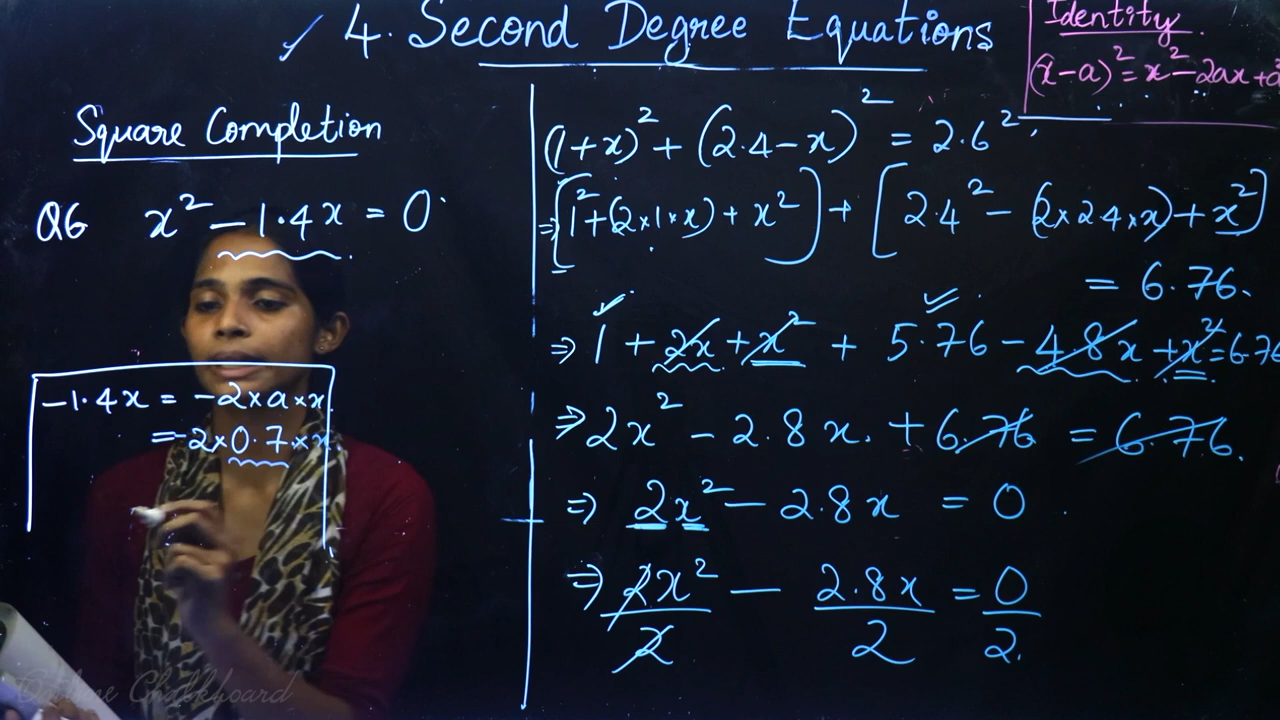 ✓ 4. Second Degree Equations
Identity
(x-a)² = x² - 2ax + a²
Square Completion
Q6 x² - 1.4x = 0
-1.4x = -2×a×x
= -2×0.7×x
(1+x)² + (2.4-x)² = 2.6²
⇒ [1² + (2×1×x) + x²] + [2.4² - (2×2.4×x) + x²]
= 6.76
⇒ 1 + 2x + x² + 5.76 - 4.8x + x² = 6.76
⇒ 2x² - 2.8x + 6.76 = 6.76
⇒ 2x² - 2.8x = 0
⇒ 2x²/2 - 2.8x/2 = 0/2
Online Chalkboard